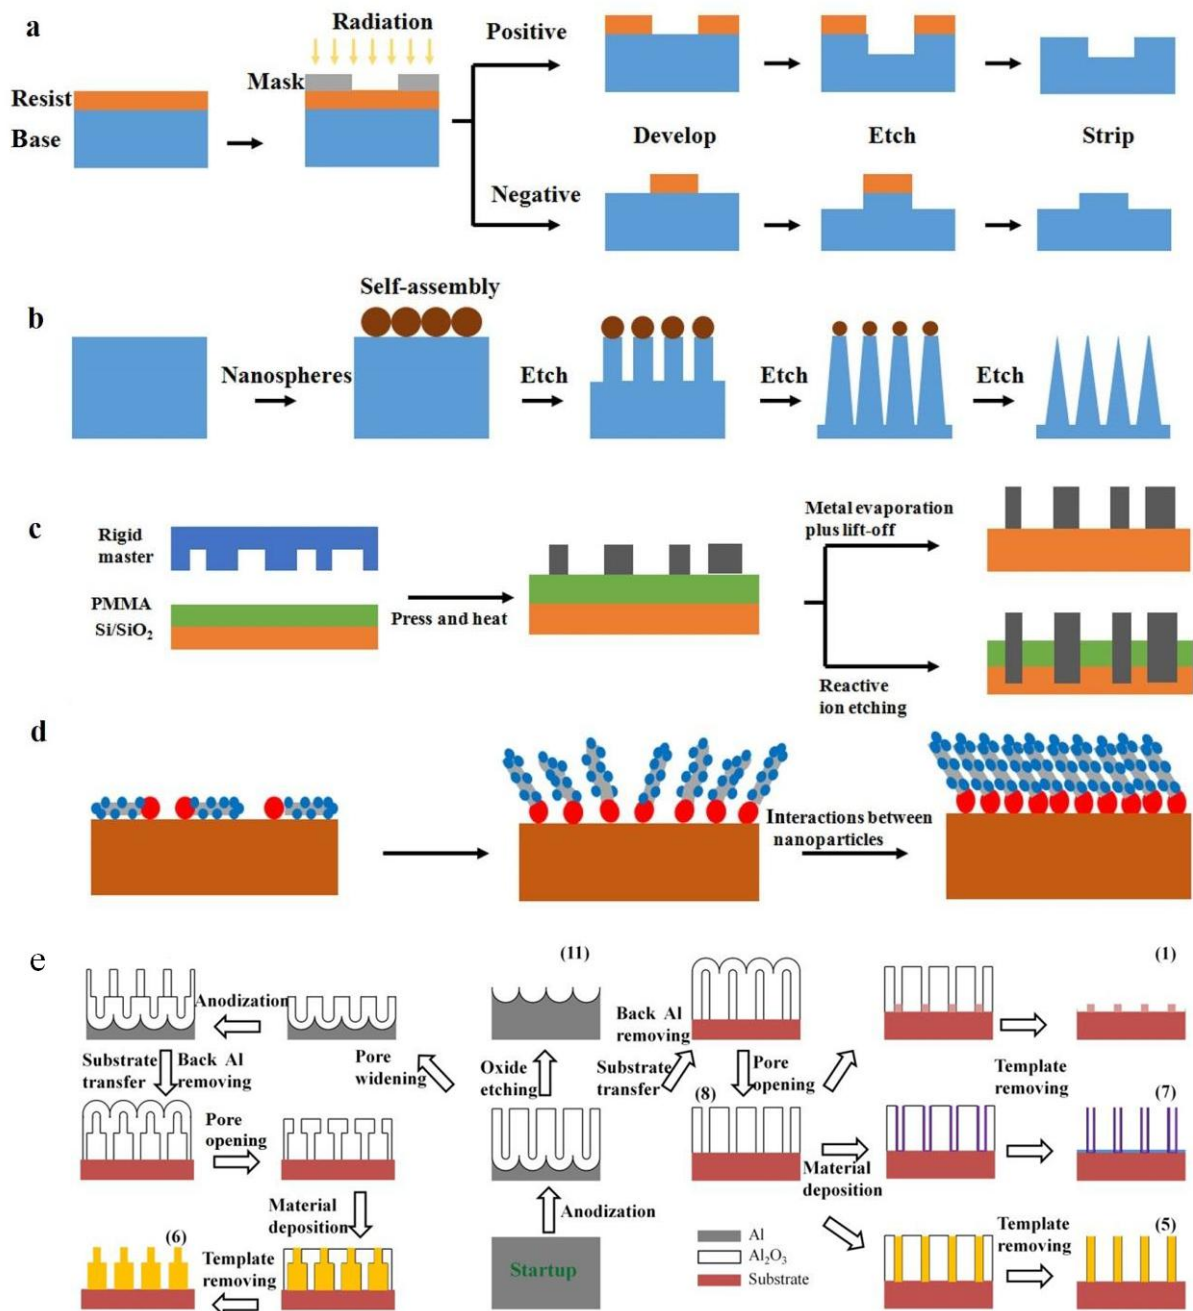 a
Radiation
Positive
Mask
Resist
Base
Develop
Etch
Strip
Negative
Self-assembly
b
Nanospheres
Etch
Etch
Etch
c
Rigid
master
PMMA
Si/SiO₂
Press and heat
Metal evaporation
plus lift-off
Reactive
ion etching
d
Interactions between
nanoparticles
e
(11)
(1)
Anodization
Back Al
removing
Substrate
transfer
Back Al
removing
Pore
widening
Oxide
etching
Substrate
transfer
Pore
opening
Template
removing
(8)
(7)
Pore
opening
Material
deposition
Material
deposition
Anodization
(6)
Template
removing
Startup
Al
Al₂O₃
Substrate
Template
removing
(5)